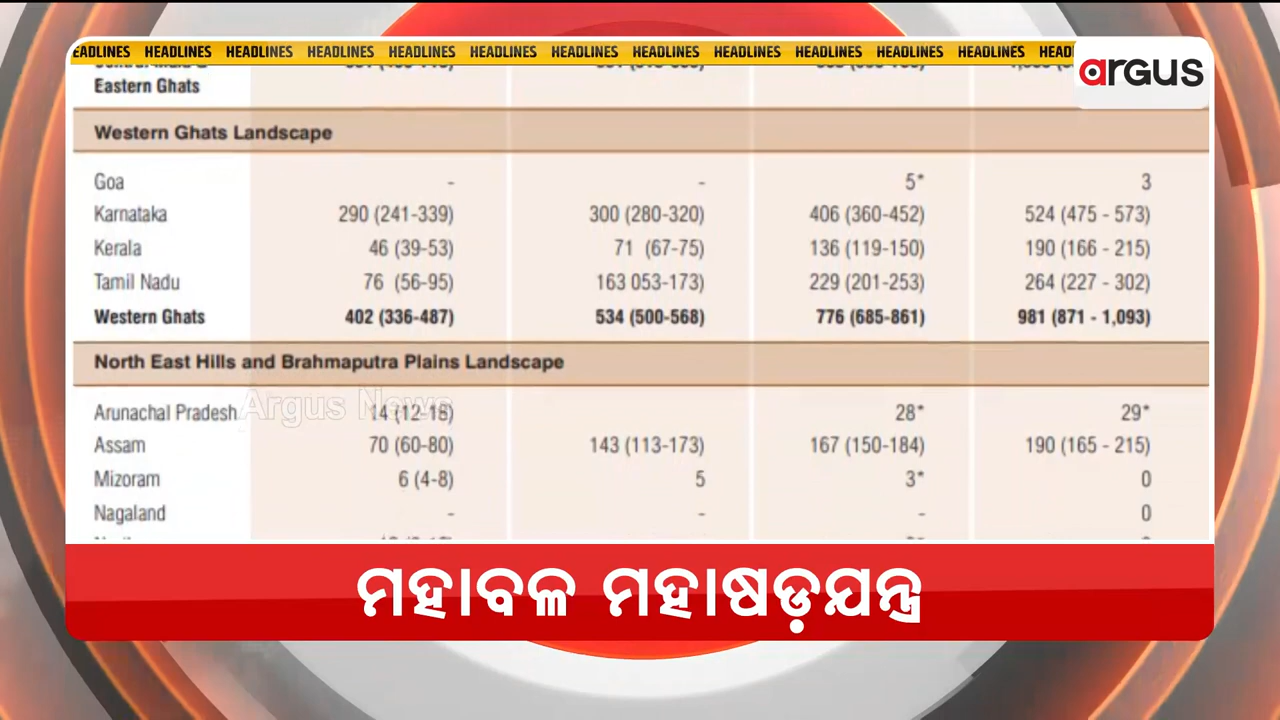 EADLINES HEADLINES HEADLINES HEADLINES HEADLINES HEADLINES HEADLINES HEADLINES HEADLINES HEADLINES HEADLINES HEADLINES HEAD
argus
Eastern Ghats
Western Ghats Landscape
Goa - - 5* 3
Karnataka 290 (241-339) 300 (280-320) 406 (360-452) 524 (475 - 573)
Kerala 46 (39-53) 71 (67-75) 136 (119-150) 190 (166 - 215)
Tamil Nadu 76 (56-95) 163 053-173) 229 (201-253) 264 (227 - 302)
Western Ghats 402 (336-487) 534 (500-568) 776 (685-861) 981 (871 - 1,093)
North East Hills and Brahmaputra Plains Landscape
Arunachal Pradesh 14 (12-18) 28* 29*
Argus News
Assam 70 (60-80) 143 (113-173) 167 (150-184) 190 (165 - 215)
Mizoram 6 (4-8) 5 3* 0
Nagaland - - - 0
ମହାବଳ ମହାଷଡ଼ଯନ୍ତ୍ର